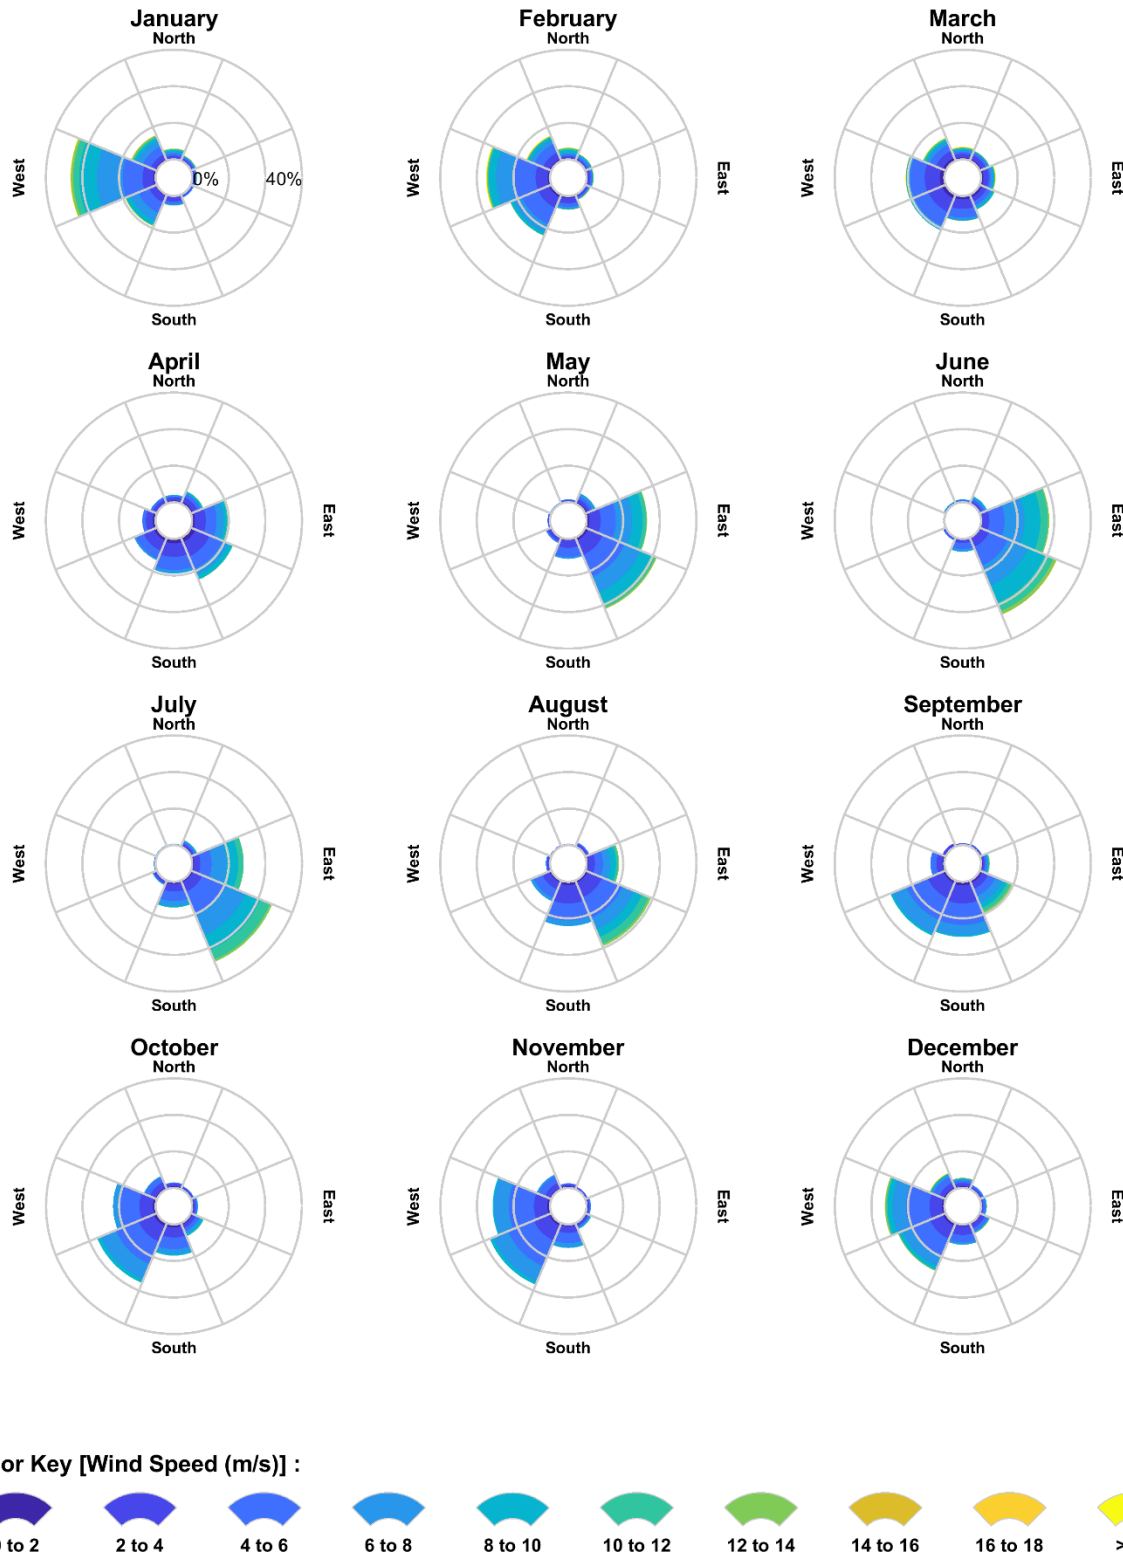 January February March
North North North
West 0% 40% West East West East
South South South
April May June
North North North
West East West East West East
South South South
July August September
North North North
West East West East West East
South South South
October November December
North North North
West East West East West East
South South South
or Key [Wind Speed (m/s)] :
0 to 2 2 to 4 4 to 6 6 to 8 8 to 10 10 to 12 12 to 14 14 to 16 16 to 18 >